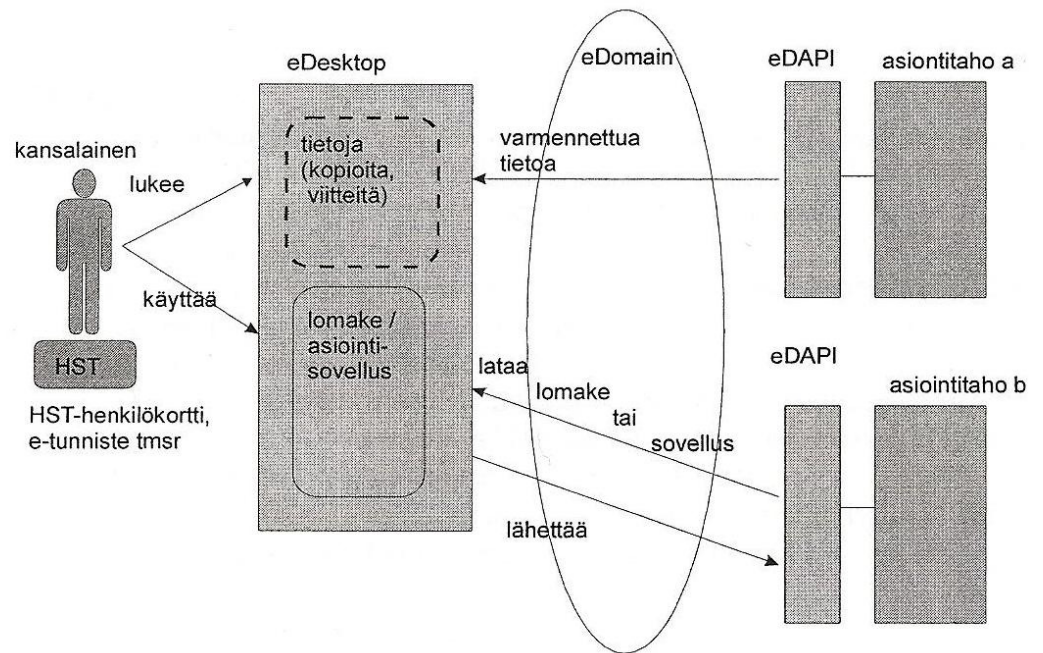 eDesktop
eDomain
eDAPI
asiontitaho a
kansalainen
lukee
käyttää
HST
HST-henkilökortti,
e-tunniste tmsr
tietoja
(kopioita,
viitteitä)
lomake /
asiointi-
sovellus
varmennettua
tietoa
lataa
lomake
tai
sovellus
lähettää
eDAPI
asiointitaho b